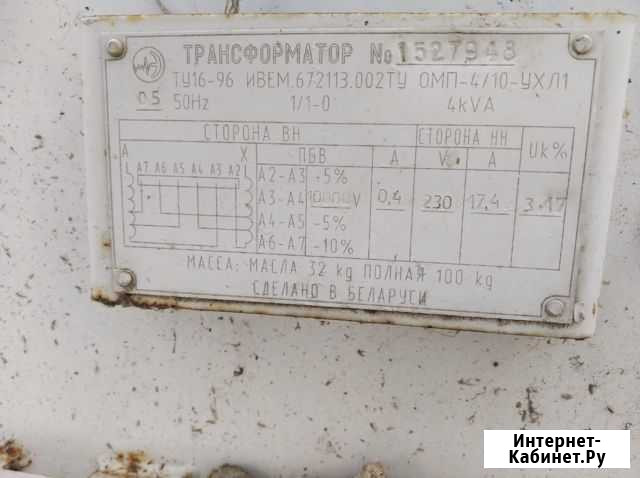 ТРАНСФОРМАТОР № 1527948
ТУ16-96 ИВЕМ.672113.002ТУ ОМП-4/10-УХЛ1
05 50Hz 1/1-0 4kVA
СТОРОНА ВН СТОРОНА НН Uk%
ПБВ A V A
A X
A7 A6 A5 A4 A3 A2
A2-A3 +5%
A3-A4 10000V 0,4 230 17,4 3.17
A4-A5 -5%
A6-A7 -10%
МАССА: МАСЛА 32 kg ПОЛНАЯ 100 kg
СДЕЛАНО В БЕЛАРУСИ
Интернет-
Кабинет.Ру